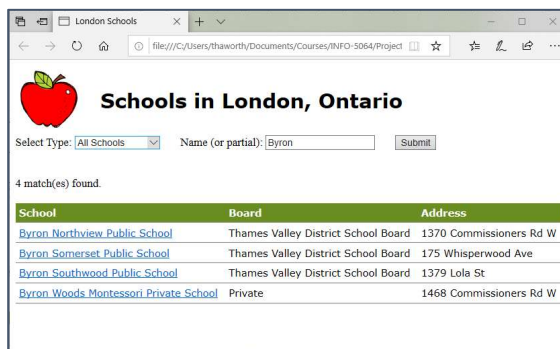 London Schools
file:///C:/Users/thaworth/Documents/Courses/INFO-5064/Project
Schools in London, Ontario
Select Type: All Schools Name (or partial): Byron Submit
4 match(es) found.
School Board Address
Byron Northview Public School Thames Valley District School Board 1370 Commissioners Rd W
Byron Somerset Public School Thames Valley District School Board 175 Whisperwood Ave
Byron Southwood Public School Thames Valley District School Board 1379 Lola St
Byron Woods Montessori Private School Private 1468 Commissioners Rd W